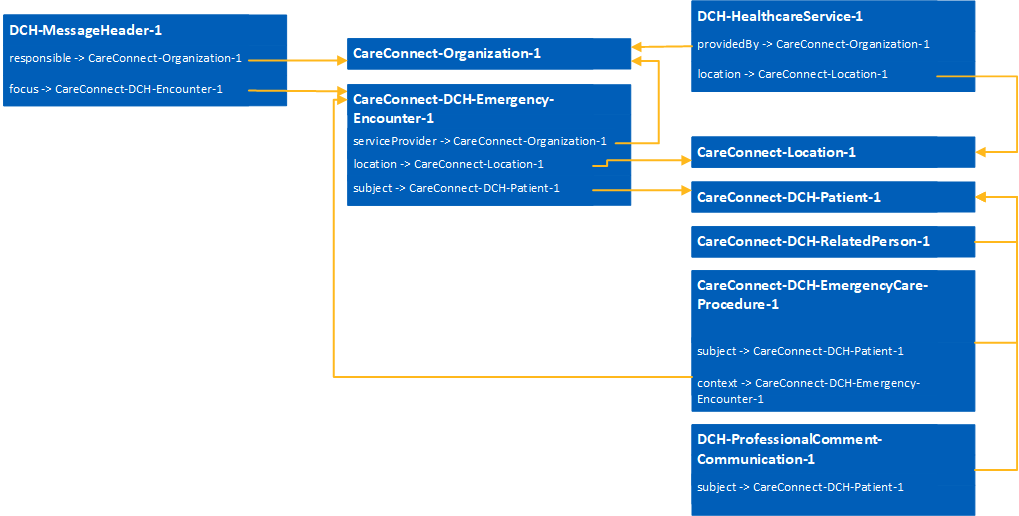 DCH-MessageHeader-1
responsible -> CareConnect-Organization-1
focus -> CareConnect-DCH-Encounter-1
CareConnect-Organization-1
CareConnect-DCH-Emergency-
Encounter-1
serviceProvider -> CareConnect-Organization-1
location -> CareConnect-Location-1
subject -> CareConnect-DCH-Patient-1
DCH-HealthcareService-1
providedBy -> CareConnect-Organization-1
location -> CareConnect-Location-1
CareConnect-Location-1
CareConnect-DCH-Patient-1
CareConnect-DCH-RelatedPerson-1
CareConnect-DCH-EmergencyCare-
Procedure-1
subject -> CareConnect-DCH-Patient-1
context -> CareConnect-DCH-Emergency-
Encounter-1
DCH-ProfessionalComment-
Communication-1
subject -> CareConnect-DCH-Patient-1